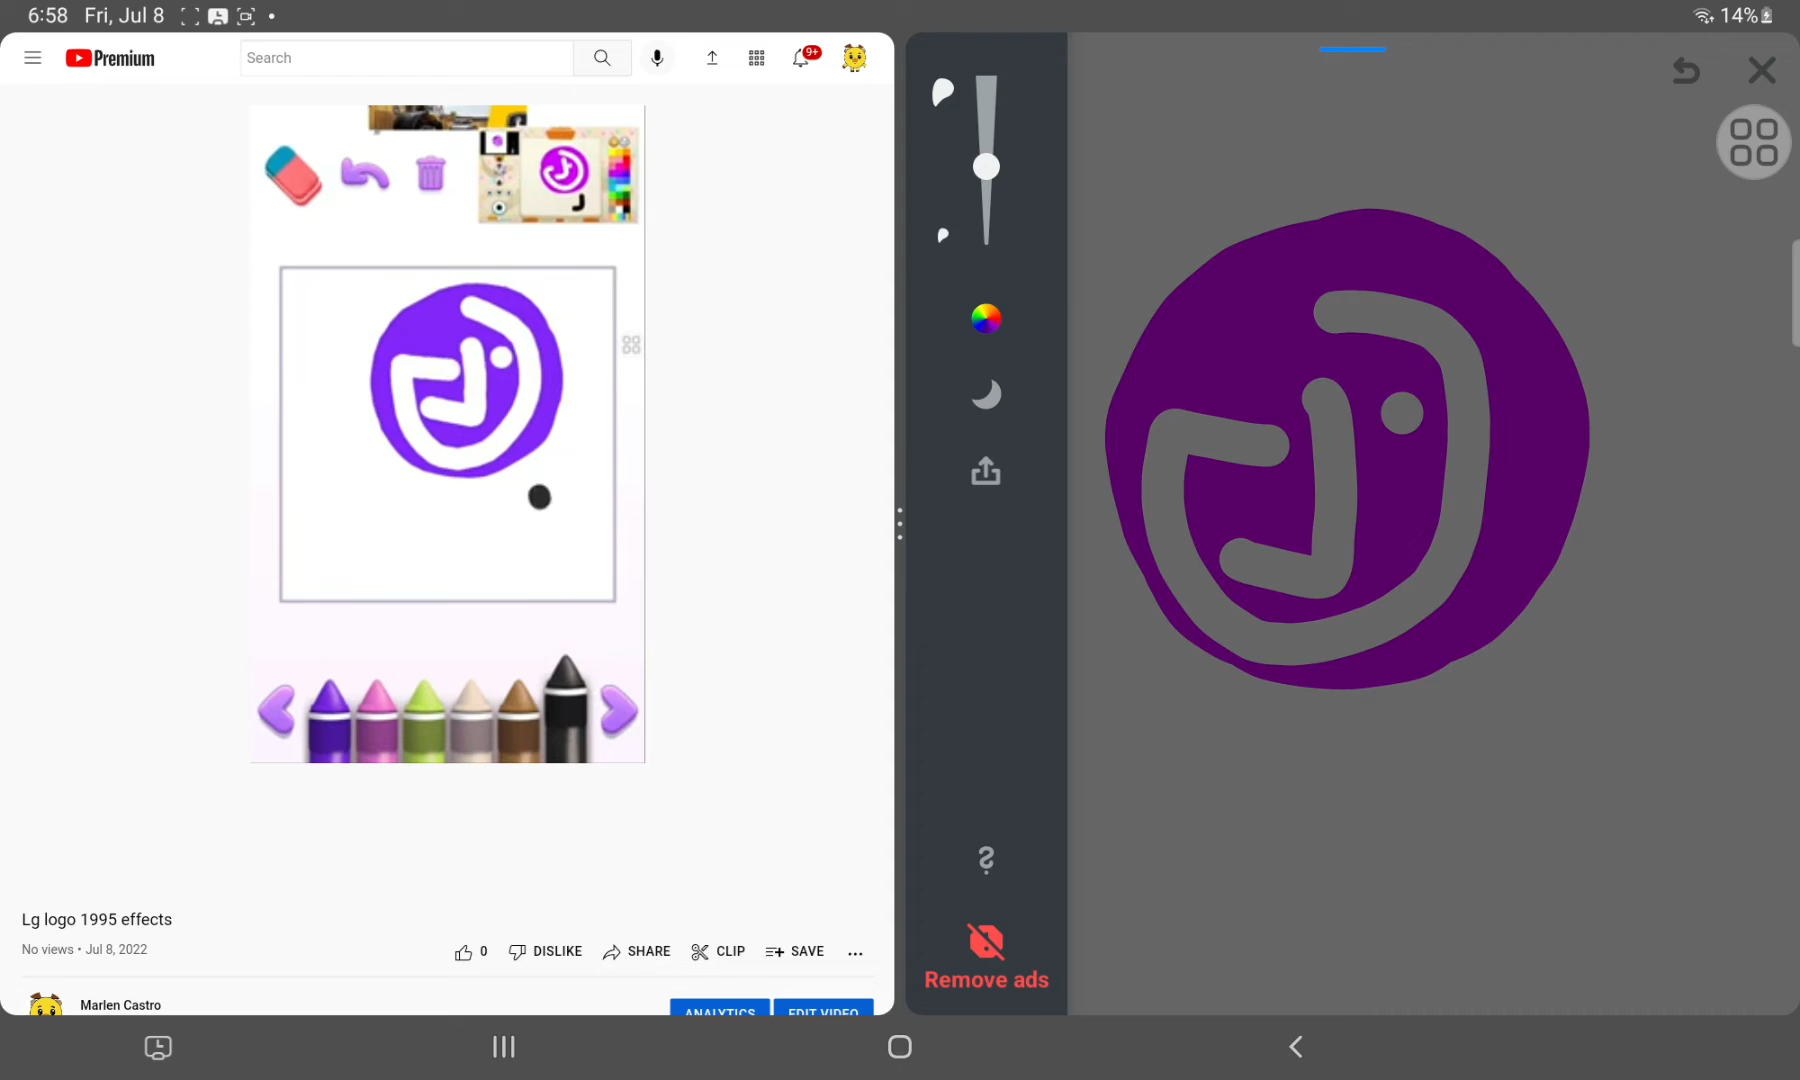 6:58 Fri, Jul 8
14%
Premium
Search
9+
Lg logo 1995 effects
No views • Jul 8, 2022
0
DISLIKE
SHARE
CLIP
SAVE
Marlen Castro
ANALYTICS
EDIT VIDEO
Remove ads